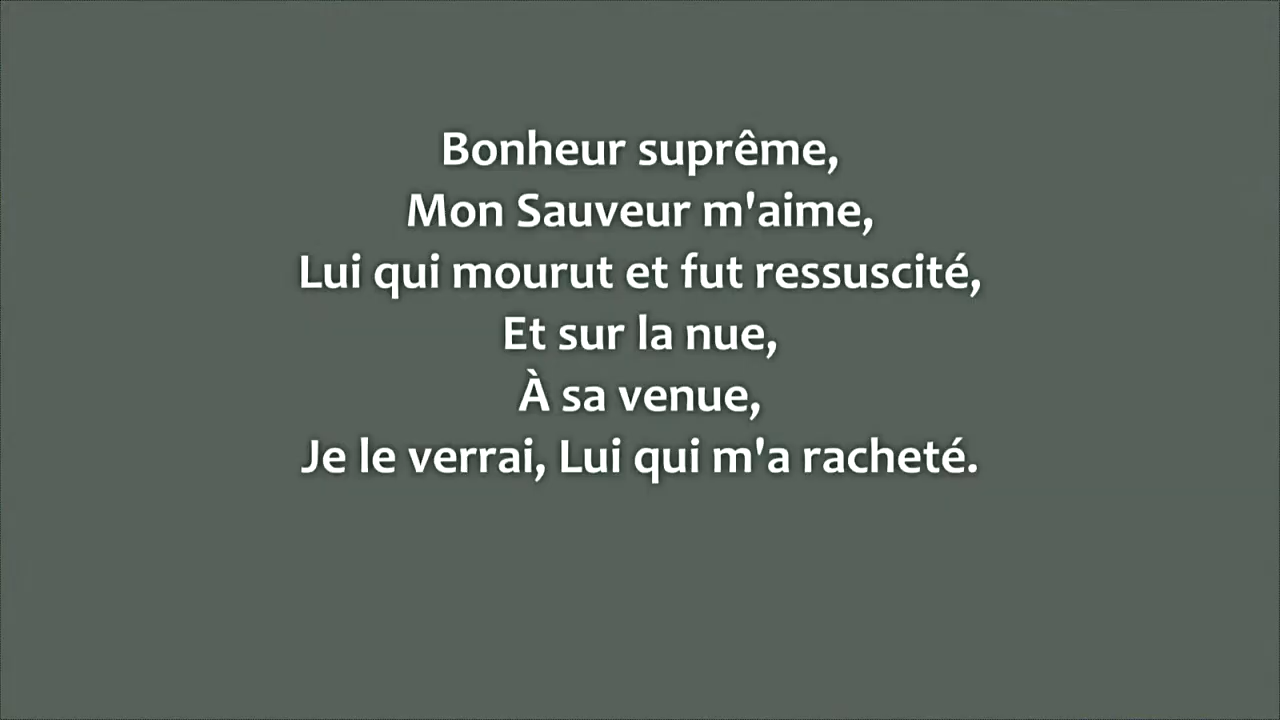 Bonheur suprême,
Mon Sauveur m'aime,
Lui qui mourut et fut ressuscité,
Et sur la nue,
À sa venue,
Je le verrai, Lui qui m'a racheté.